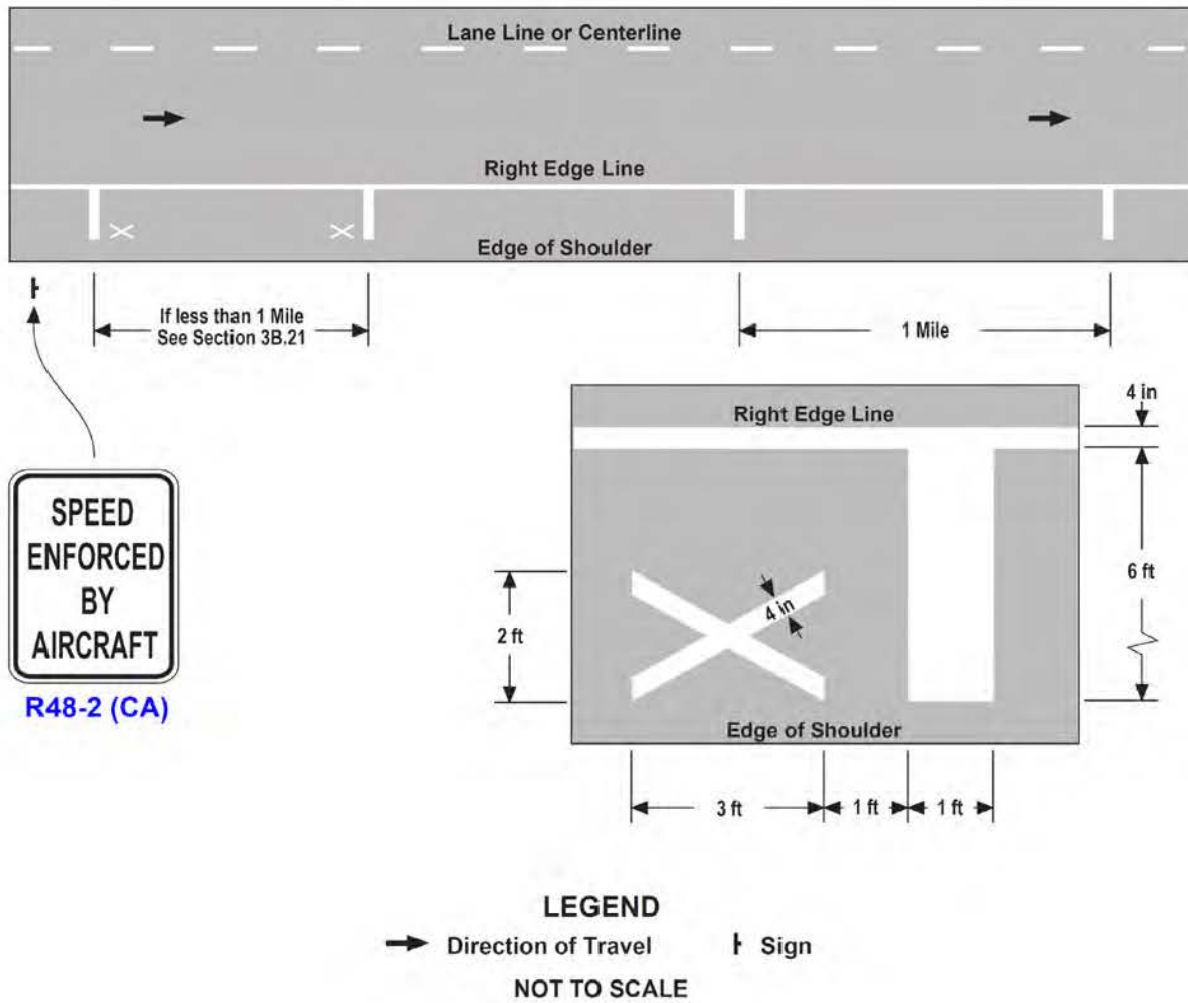 Lane Line or Centerline
Right Edge Line
Edge of Shoulder
If less than 1 Mile
See Section 3B.21
1 Mile
SPEED
ENFORCED
BY
AIRCRAFT
R48-2 (CA)
Right Edge Line
4 in
6 ft
4 in
2 ft
Edge of Shoulder
3 ft
1 ft
1 ft
LEGEND
Direction of Travel
Sign
NOT TO SCALE